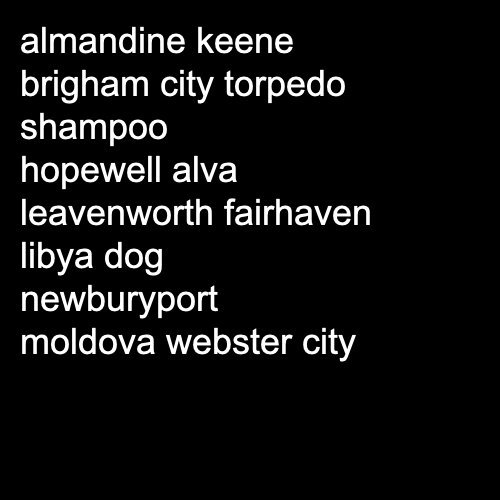 almandine keene
brigham city torpedo
shampoo
hopewell alva
leavenworth fairhaven
libya dog
newburyport
moldova webster city